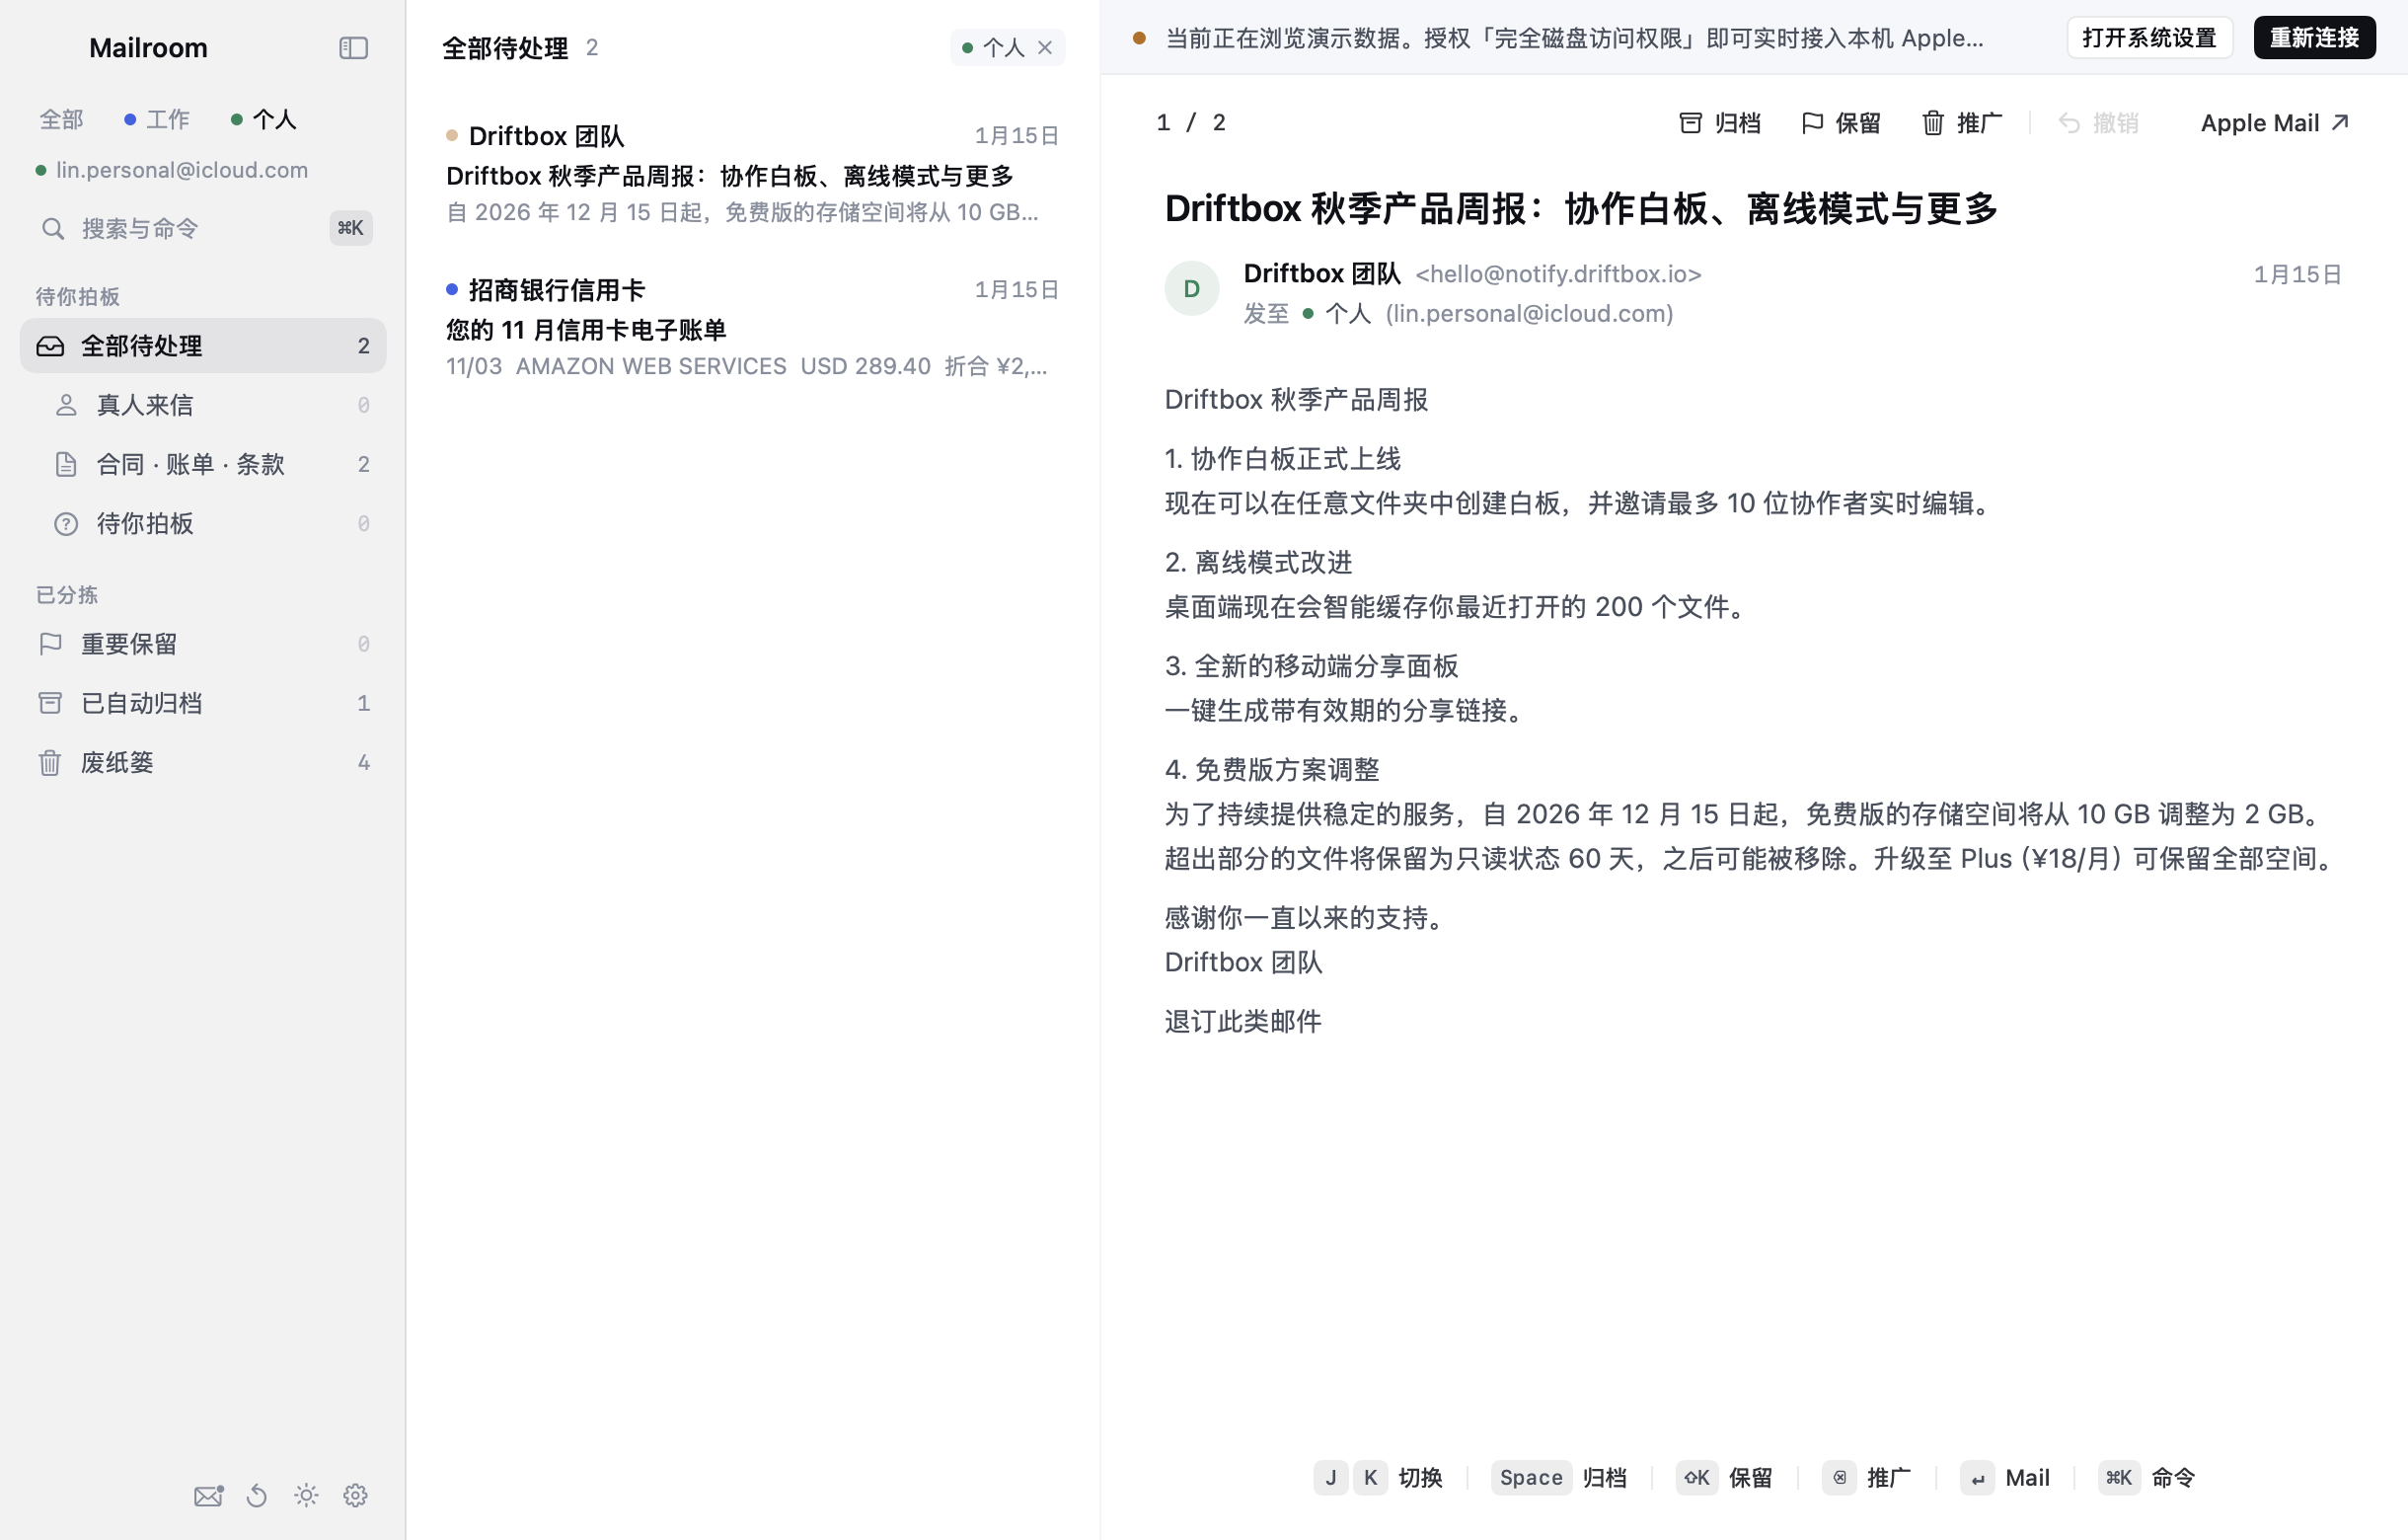 Mailroom
全部 工作 个人
lin.personal@icloud.com
搜索与命令 ⌘K
待你拍板
全部待处理 2
真人来信 0
合同 · 账单 · 条款 2
待你拍板 0
已分拣
重要保留 0
已自动归档 1
废纸篓 4
全部待处理 2 个人 ×
Driftbox 团队 1月15日
Driftbox 秋季产品周报：协作白板、离线模式与更多
自 2026 年 12 月 15 日起，免费版的存储空间将从 10 GB...
招商银行信用卡 1月15日
您的 11 月信用卡电子账单
11/03 AMAZON WEB SERVICES USD 289.40 折合 ¥2,...
当前正在浏览演示数据。授权「完全磁盘访问权限」即可实时接入本机 Apple... 打开系统设置 重新连接
1 / 2 归档 保留 推广 撤销 Apple Mail ↗
Driftbox 秋季产品周报：协作白板、离线模式与更多
D Driftbox 团队 <hello@notify.driftbox.io> 1月15日
发至 个人 (lin.personal@icloud.com)
Driftbox 秋季产品周报
1. 协作白板正式上线
现在可以在任意文件夹中创建白板，并邀请最多 10 位协作者实时编辑。
2. 离线模式改进
桌面端现在会智能缓存你最近打开的 200 个文件。
3. 全新的移动端分享面板
一键生成带有效期的分享链接。
4. 免费版方案调整
为了持续提供稳定的服务，自 2026 年 12 月 15 日起，免费版的存储空间将从 10 GB 调整为 2 GB。
超出部分的文件将保留为只读状态 60 天，之后可能被移除。升级至 Plus（¥18/月）可保留全部空间。
感谢你一直以来的支持。
Driftbox 团队
退订此类邮件
J K 切换 Space 归档 ⇧K 保留 ⌫ 推广 ↵ Mail ⌘K 命令